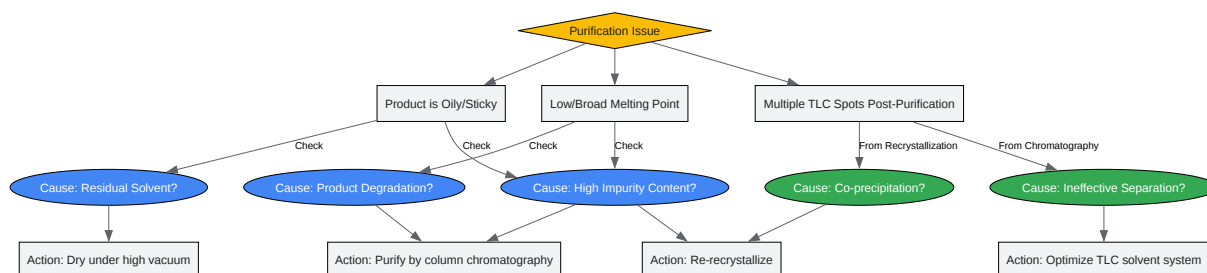 Purification Issue
Product is Oily/Sticky
Low/Broad Melting Point
Multiple TLC Spots Post-Purification
Check
Check
Check
Check
From Recrystallization
From Chromatography
Cause: Residual Solvent?
Cause: Product Degradation?
Cause: High Impurity Content?
Cause: Co-precipitation?
Cause: Ineffective Separation?
Action: Dry under high vacuum
Action: Purify by column chromatography
Action: Re-recrystallize
Action: Optimize TLC solvent system